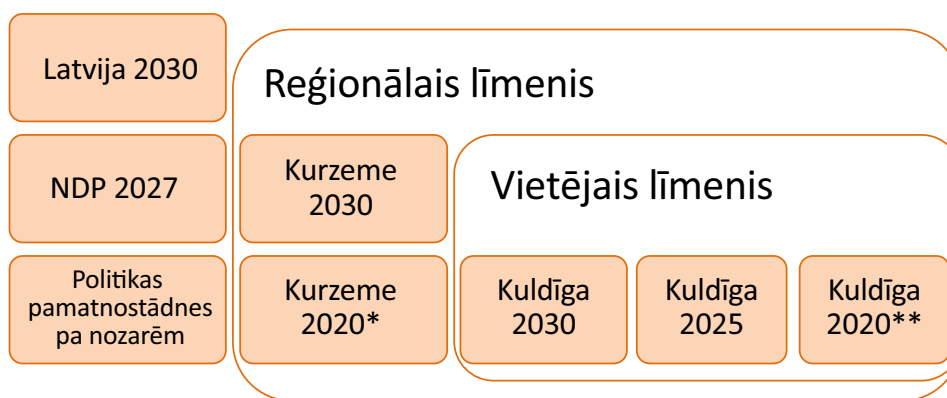 Latvija 2030
Reģionālais līmenis
NDP 2027
Kurzeme
2030
Vietējais līmenis
Politikas
pamatnostādnes
pa nozarēm
Kurzeme
2020*
Kuldīga
2030
Kuldīga
2025
Kuldīga
2020**